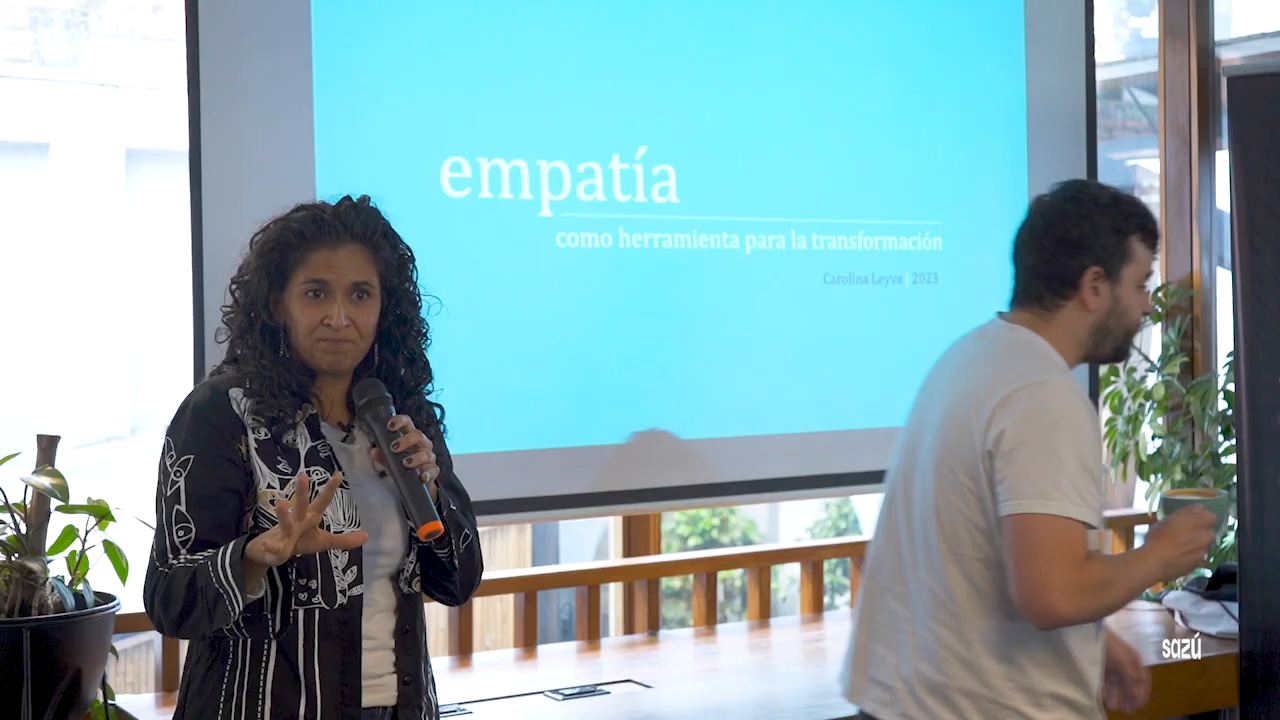 empatía
como herramienta para la transformación
Carolina Leyva | 2023
sazú